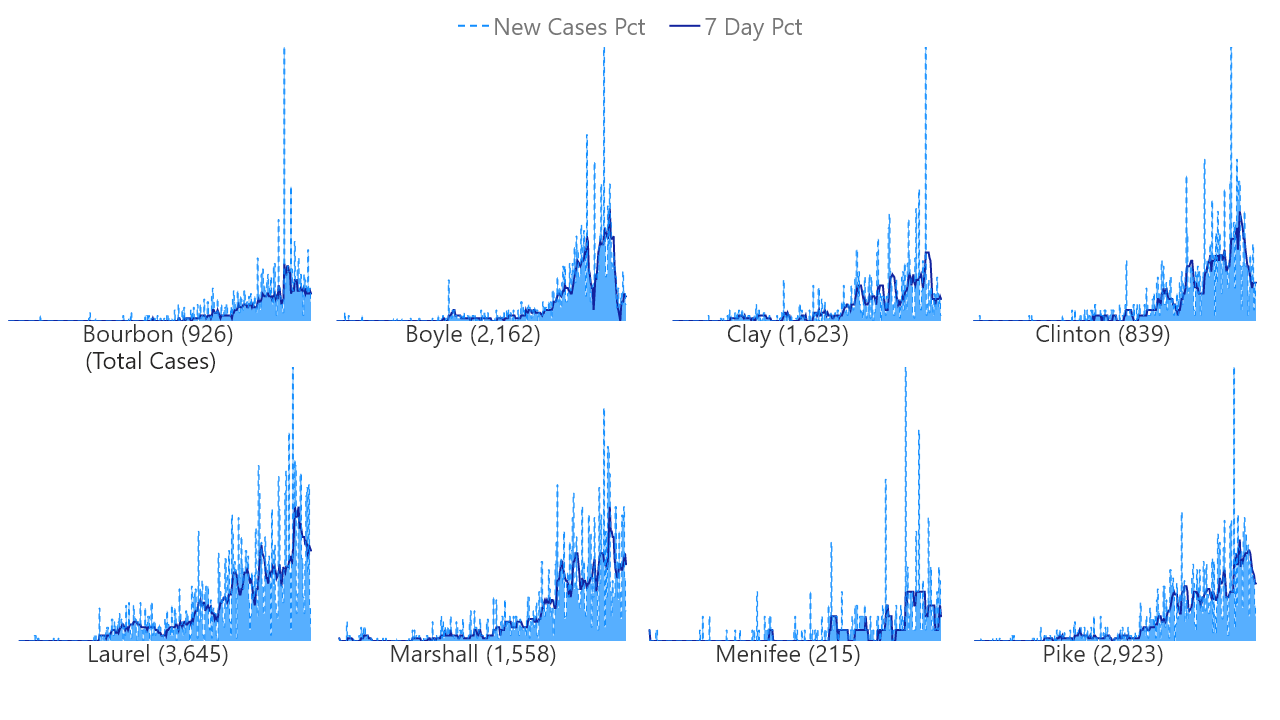 New Cases Pct 7 Day Pct
Bourbon (926) Boyle (2,162) Clay (1,623) Clinton (839)
(Total Cases)
Laurel (3,645) Marshall (1,558) Menifee (215) Pike (2,923)